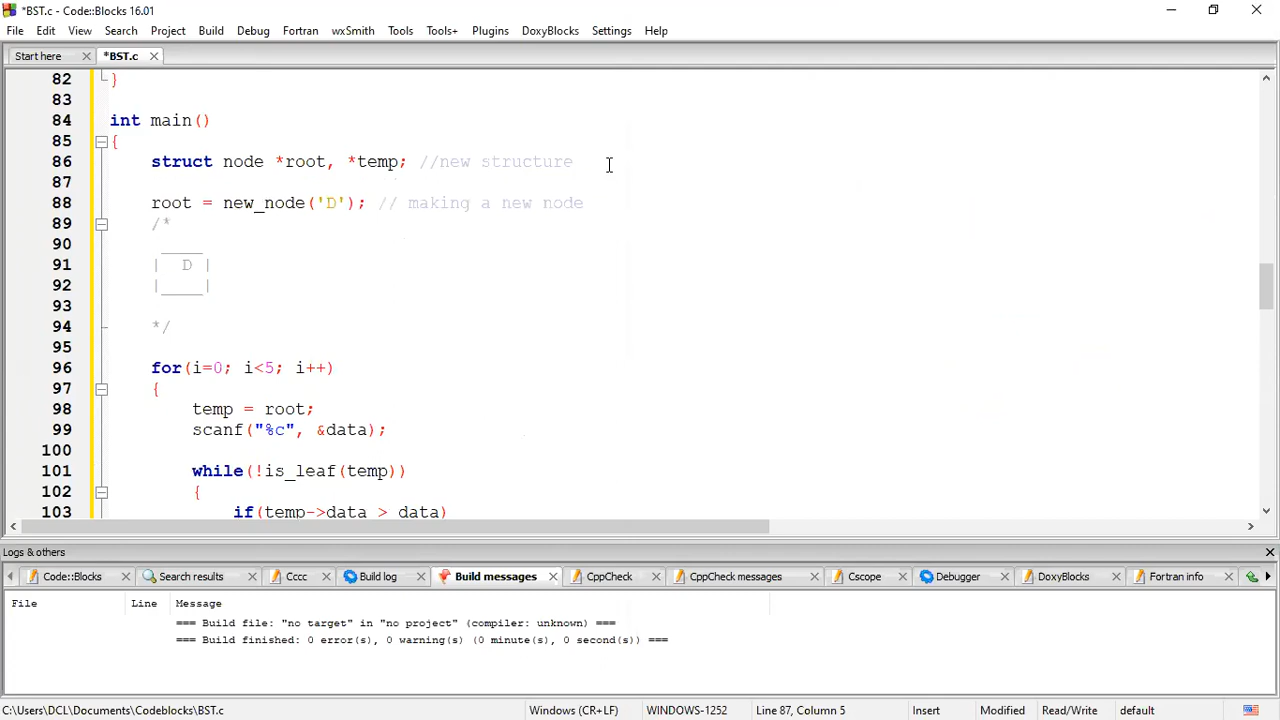 *BST.c - Code::Blocks 16.01
File Edit View Search Project Build Debug Fortran wxSmith Tools Tools+ Plugins DoxyBlocks Settings Help
Start here *BST.c
82 }
83
84 int main()
85 {
86 struct node *root, *temp; //new structure
87
88 root = new_node('D'); // making a new node
89 /*
90 _____
91 | D |
92 |_____|
93
94 */
95
96 for(i=0; i<5; i++)
97 {
98 temp = root;
99 scanf("%c", &data);
100
101 while(!is_leaf(temp))
102 {
103 if(temp->data > data)
Logs & others
Code::Blocks Search results Cccc Build log Build messages CppCheck CppCheck messages Cscope Debugger DoxyBlocks Fortran info
File Line Message
=== Build file: "no target" in "no project" (compiler: unknown) ===
=== Build finished: 0 error(s), 0 warning(s) (0 minute(s), 0 second(s)) ===
C:\Users\DCL\Documents\Codeblocks\BST.c Windows (CR+LF) WINDOWS-1252 Line 87, Column 5 Insert Modified Read/Write default